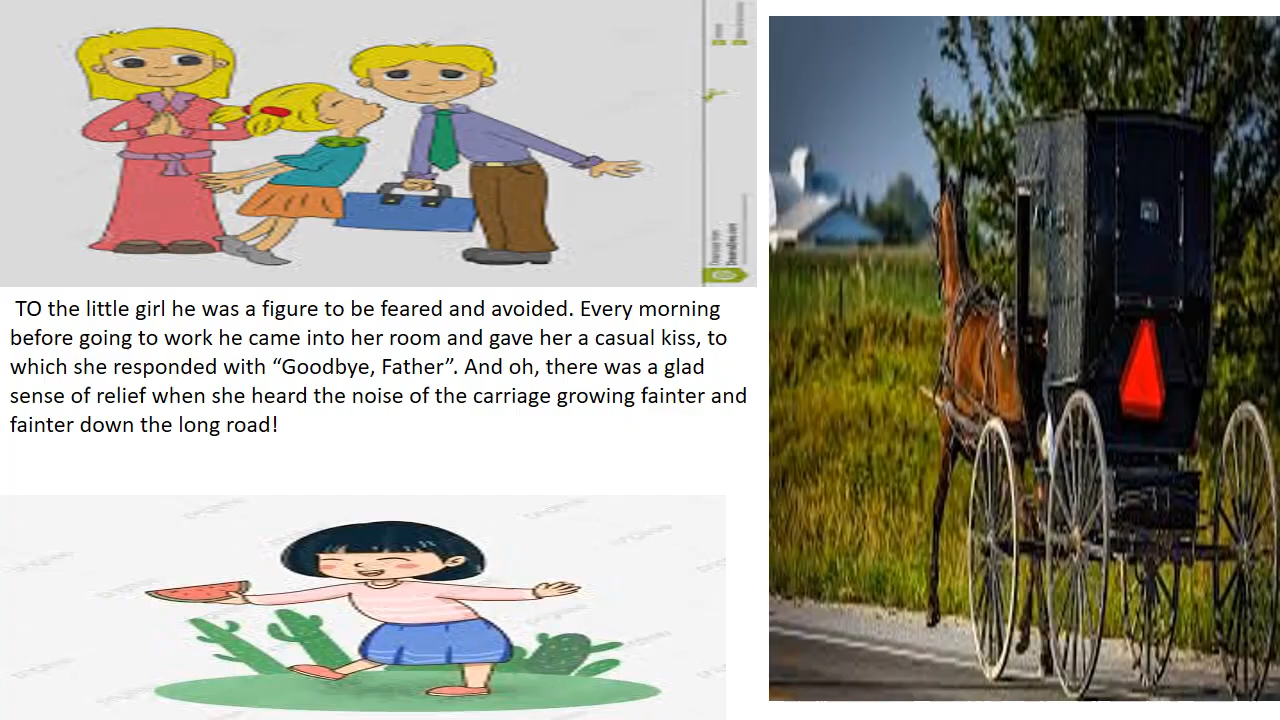 TO the little girl he was a figure to be feared and avoided. Every morning
before going to work he came into her room and gave her a casual kiss, to
which she responded with “Goodbye, Father”. And oh, there was a glad
sense of relief when she heard the noise of the carriage growing fainter and
fainter down the long road!